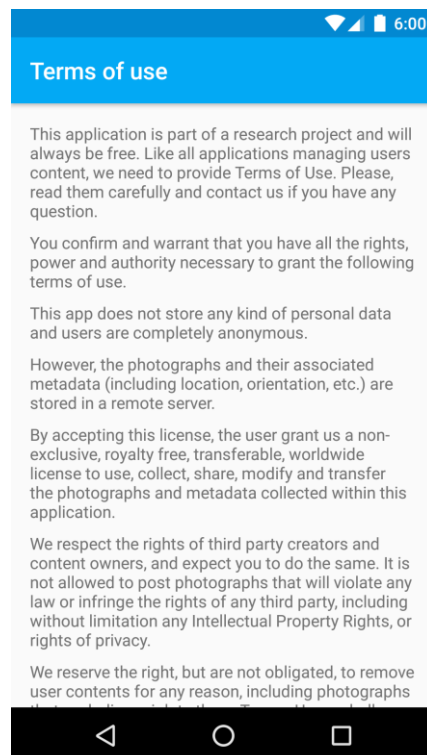 6:00
Terms of use
This application is part of a research project and will
always be free. Like all applications managing users
content, we need to provide Terms of Use. Please,
read them carefully and contact us if you have any
question.
You confirm and warrant that you have all the rights,
power and authority necessary to grant the following
terms of use.
This app does not store any kind of personal data
and users are completely anonymous.
However, the photographs and their associated
metadata (including location, orientation, etc.) are
stored in a remote server.
By accepting this license, the user grant us a non-
exclusive, royalty free, transferable, worldwide
license to use, collect, share, modify and transfer
the photographs and metadata collected within this
application.
We respect the rights of third party creators and
content owners, and expect you to do the same. It is
not allowed to post photographs that will violate any
law or infringe the rights of any third party, including
without limitation any Intellectual Property Rights, or
rights of privacy.
We reserve the right, but are not obligated, to remove
user contents for any reason, including photographs